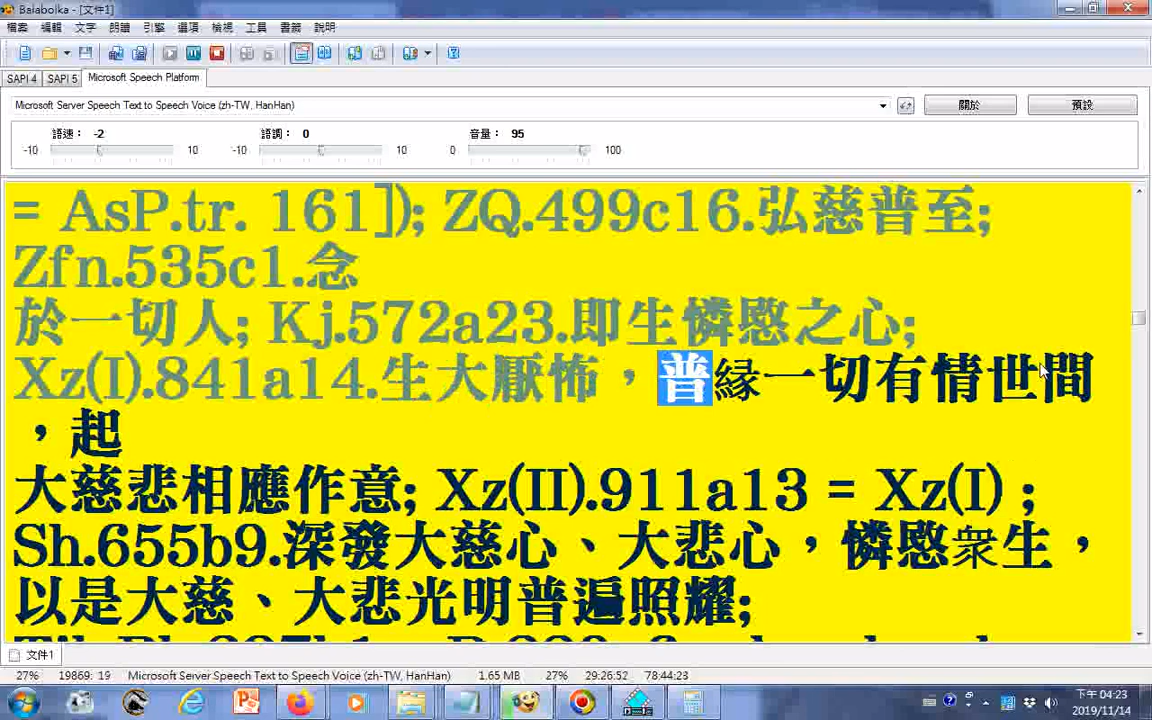 Balabolka - [文件1]
檔案 編輯 文字 朗讀 引擎 選項 檢視 工具 書籤 說明
SAPI 4 SAPI 5 Microsoft Speech Platform
Microsoft Server Speech Text to Speech Voice (zh-TW, HanHan) 關於 預設
語速： -2 語調： 0 音量： 95
-10 10 -10 10 0 100
= AsP.tr. 161]); ZQ.499c16.弘慈普至;
Zfn.535c1.念
於一切人; Kj.572a23.即生憐愍之心;
Xz(I).841a14.生大厭怖，普緣一切有情世間
，起
大慈悲相應作意; Xz(II).911a13 = Xz(I) ;
Sh.655b9.深發大慈心、大悲心，憐愍衆生，
以是大慈、大悲光明普遍照耀;
文件1
27% 19869: 19 Microsoft Server Speech Text to Speech Voice (zh-TW, HanHan) 1.65 MB 27% 29:26:52 78:44:23
下午 04:23
2019/11/14